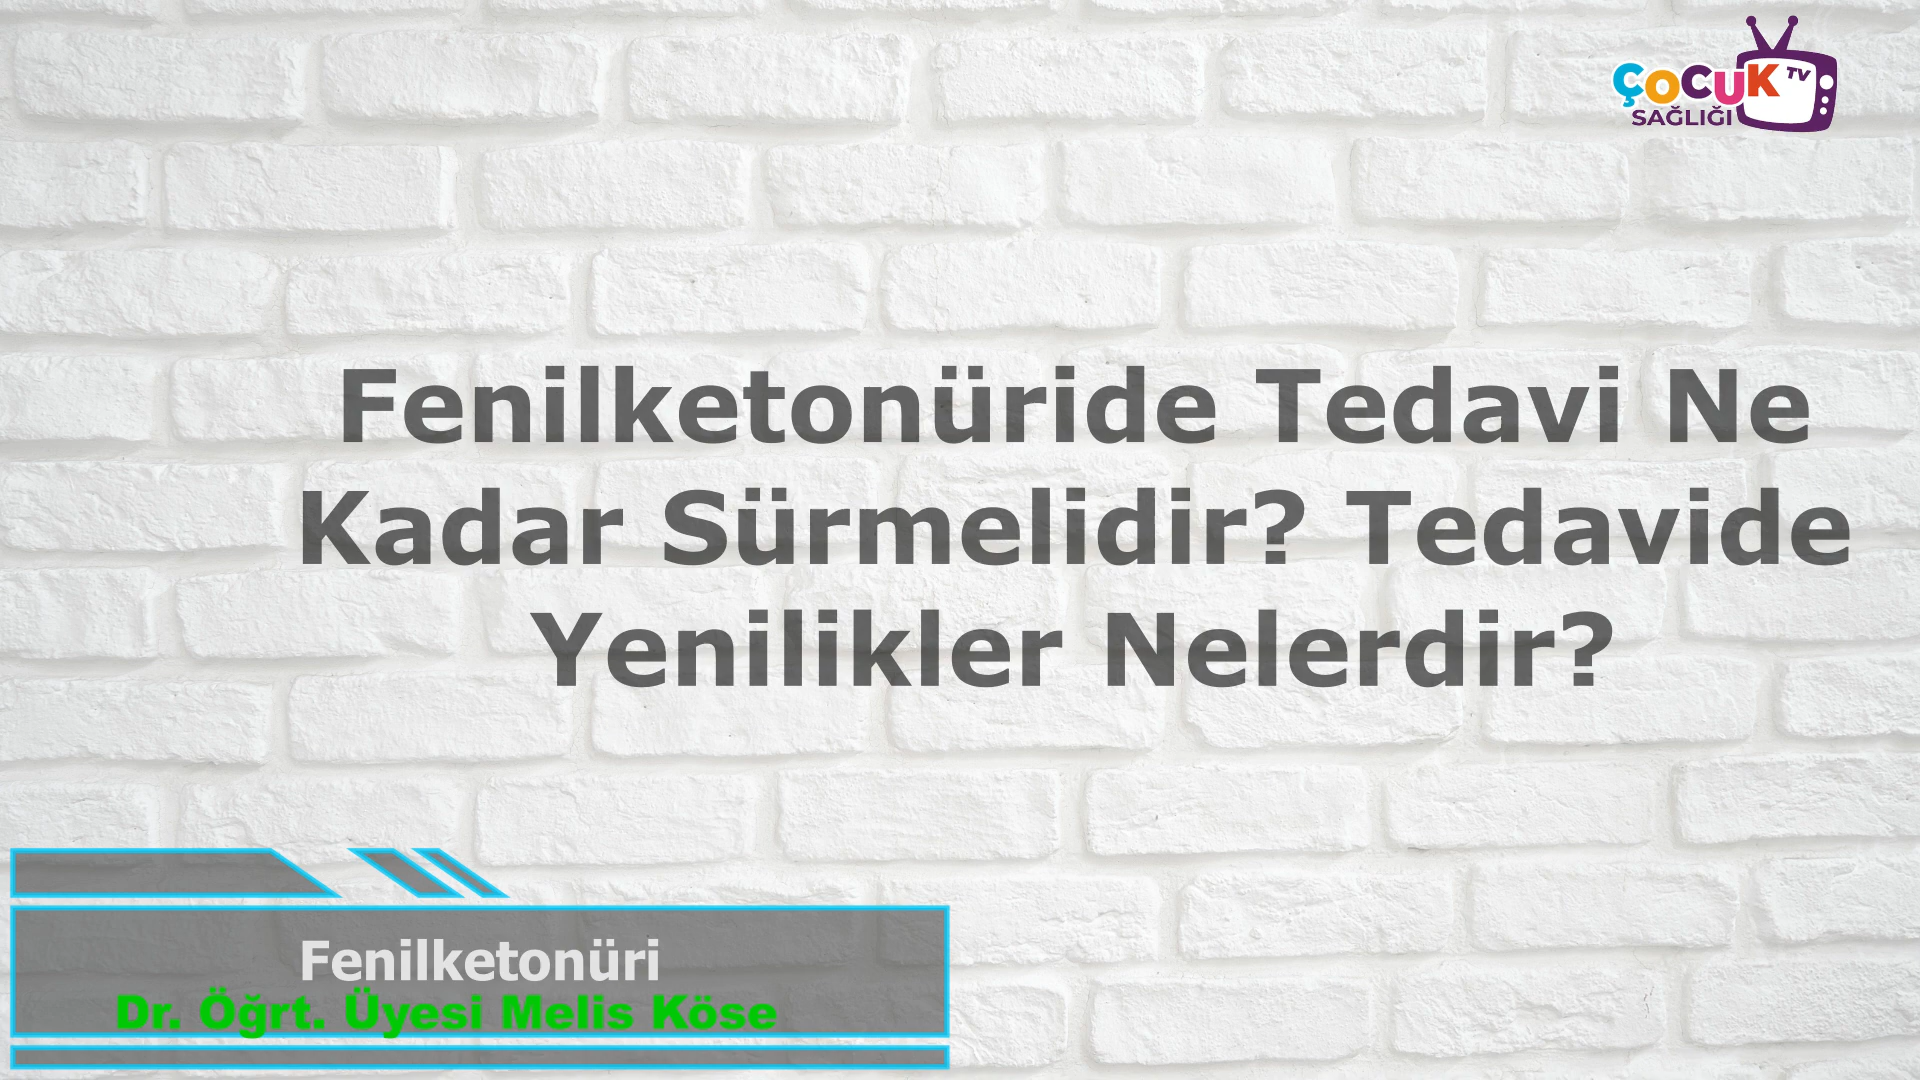 ÇOCUK TV
SAĞLIĞI
Fenilketonüride Tedavi Ne
Kadar Sürmelidir? Tedavide
Yenilikler Nelerdir?
Fenilketonüri
Dr. Öğrt. Üyesi Melis Köse